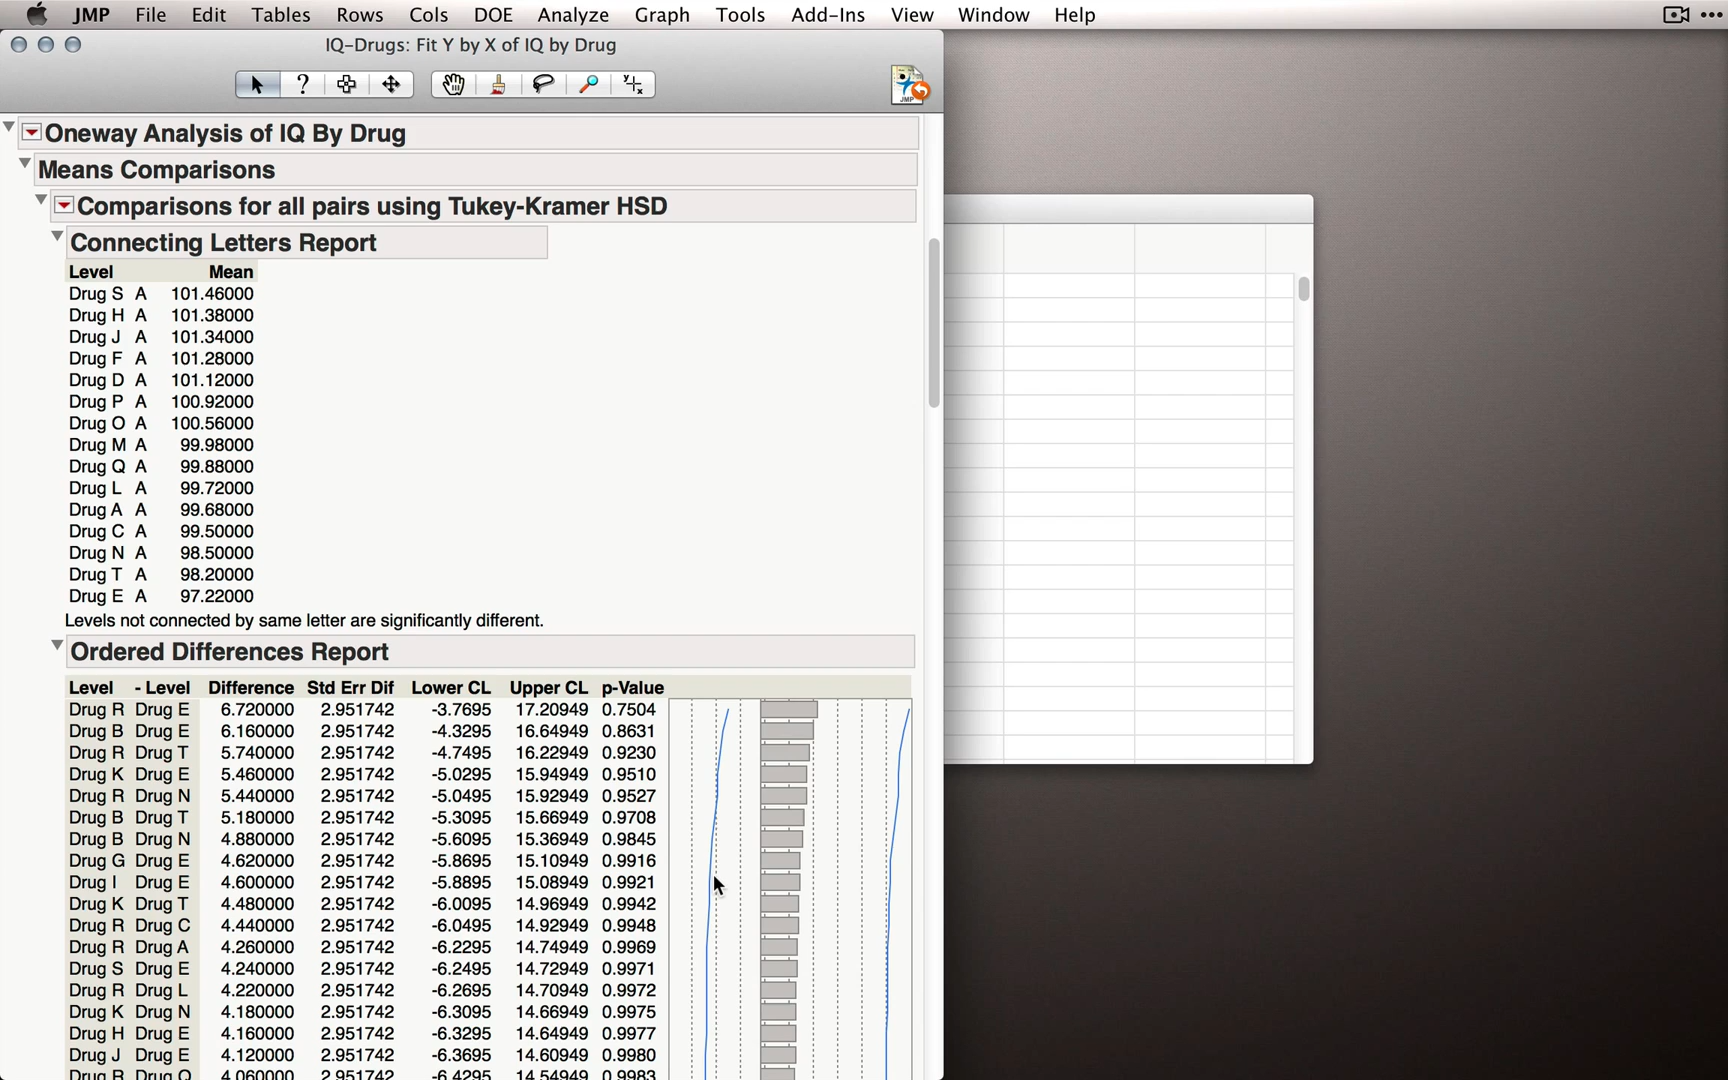 JMP File Edit Tables Rows Cols DOE Analyze Graph Tools Add-Ins View Window Help
IQ-Drugs: Fit Y by X of IQ by Drug
?
JMP
Oneway Analysis of IQ By Drug
Means Comparisons
Comparisons for all pairs using Tukey-Kramer HSD
Connecting Letters Report
Level Mean
Drug S A 101.46000
Drug H A 101.38000
Drug J A 101.34000
Drug F A 101.28000
Drug D A 101.12000
Drug P A 100.92000
Drug O A 100.56000
Drug M A 99.98000
Drug Q A 99.88000
Drug L A 99.72000
Drug A A 99.68000
Drug C A 99.50000
Drug N A 98.50000
Drug T A 98.20000
Drug E A 97.22000
Levels not connected by same letter are significantly different.
Ordered Differences Report
Level - Level Difference Std Err Dif Lower CL Upper CL p-Value
Drug R Drug E 6.720000 2.951742 -3.7695 17.20949 0.7504
Drug B Drug E 6.160000 2.951742 -4.3295 16.64949 0.8631
Drug R Drug T 5.740000 2.951742 -4.7495 16.22949 0.9230
Drug K Drug E 5.460000 2.951742 -5.0295 15.94949 0.9510
Drug R Drug N 5.440000 2.951742 -5.0495 15.92949 0.9527
Drug B Drug T 5.180000 2.951742 -5.3095 15.66949 0.9708
Drug B Drug N 4.880000 2.951742 -5.6095 15.36949 0.9845
Drug G Drug E 4.620000 2.951742 -5.8695 15.10949 0.9916
Drug I Drug E 4.600000 2.951742 -5.8895 15.08949 0.9921
Drug K Drug T 4.480000 2.951742 -6.0095 14.96949 0.9942
Drug R Drug C 4.440000 2.951742 -6.0495 14.92949 0.9948
Drug R Drug A 4.260000 2.951742 -6.2295 14.74949 0.9969
Drug S Drug E 4.240000 2.951742 -6.2495 14.72949 0.9971
Drug R Drug L 4.220000 2.951742 -6.2695 14.70949 0.9972
Drug K Drug N 4.180000 2.951742 -6.3095 14.66949 0.9975
Drug H Drug E 4.160000 2.951742 -6.3295 14.64949 0.9977
Drug J Drug E 4.120000 2.951742 -6.3695 14.60949 0.9980
Drug R Drug Q 4.060000 2.951742 -6.4295 14.54949 0.9983